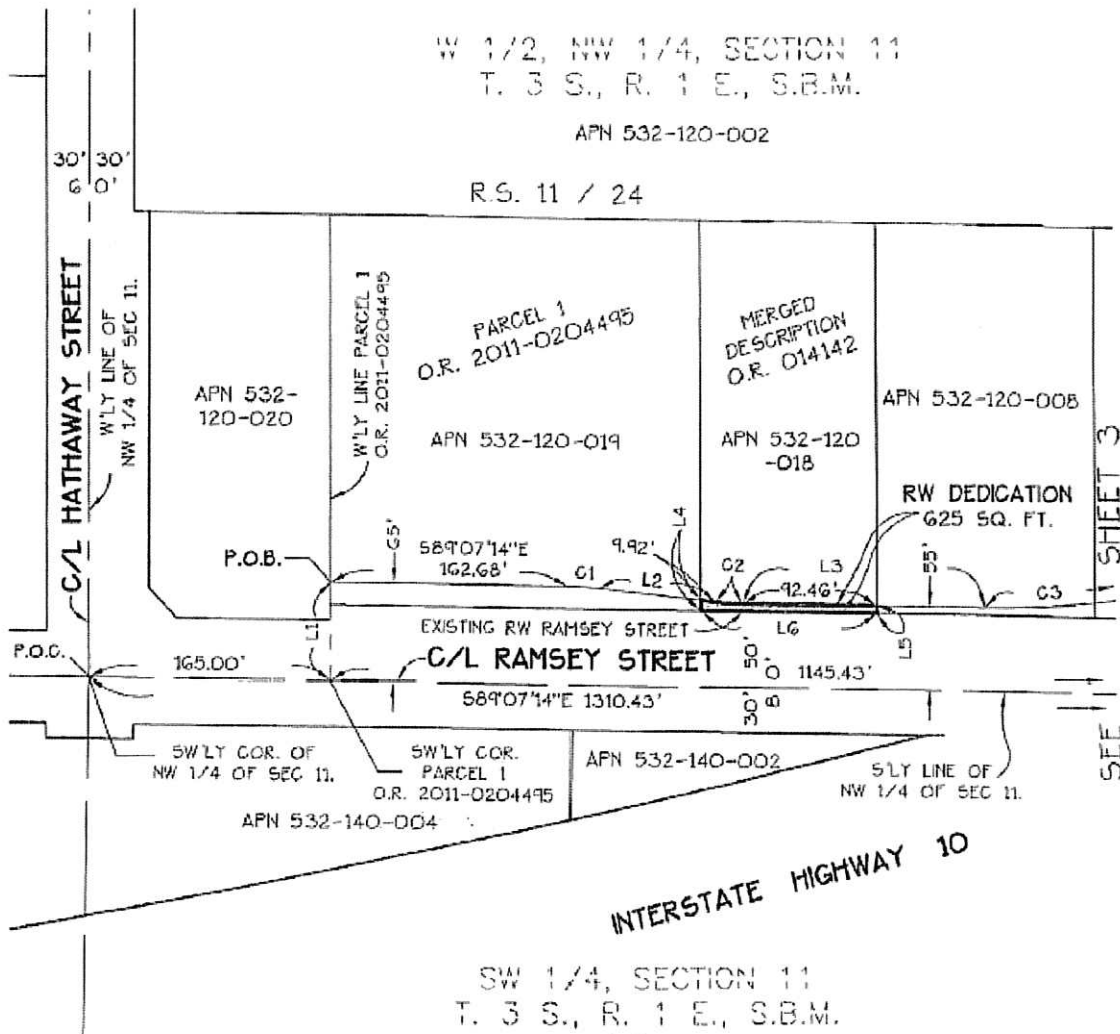 W 1/2, NW 1/4, SECTION 11
T. 3 S., R. 1 E., S.B.M.
APN 532-120-002
30' 30'
60'
R.S. 11 / 24
C/L HATHAWAY STREET
W'LY LINE OF
NW 1/4 OF SEC 11.
APN 532-
120-020
W'LY LINE PARCEL 1
O.R. 2011-0204495
PARCEL 1
O.R. 2011-0204495
APN 532-120-019
MERGED
DESCRIPTION
O.R. 014142
APN 532-120
-018
APN 532-120-008
RW DEDICATION
625 SQ. FT.
SEE SHEET 3
P.O.B.
65'
S89°07'14"E
162.68'
C1
L2
L4
9.92'
C2
L3
92.46'
55'
C3
L1
EXISTING RW RAMSEY STREET
L6
L5
P.O.C.
165.00'
C/L RAMSEY STREET
S89°07'14"E 1310.43'
50'
30'
80'
1145.43'
SW'LY COR. OF
NW 1/4 OF SEC 11.
SW'LY COR.
PARCEL 1
O.R. 2011-0204495
APN 532-140-002
S'LY LINE OF
NW 1/4 OF SEC 11.
APN 532-140-004
INTERSTATE HIGHWAY 10
SW 1/4, SECTION 11
T. 3 S., R. 1 E., S.B.M.